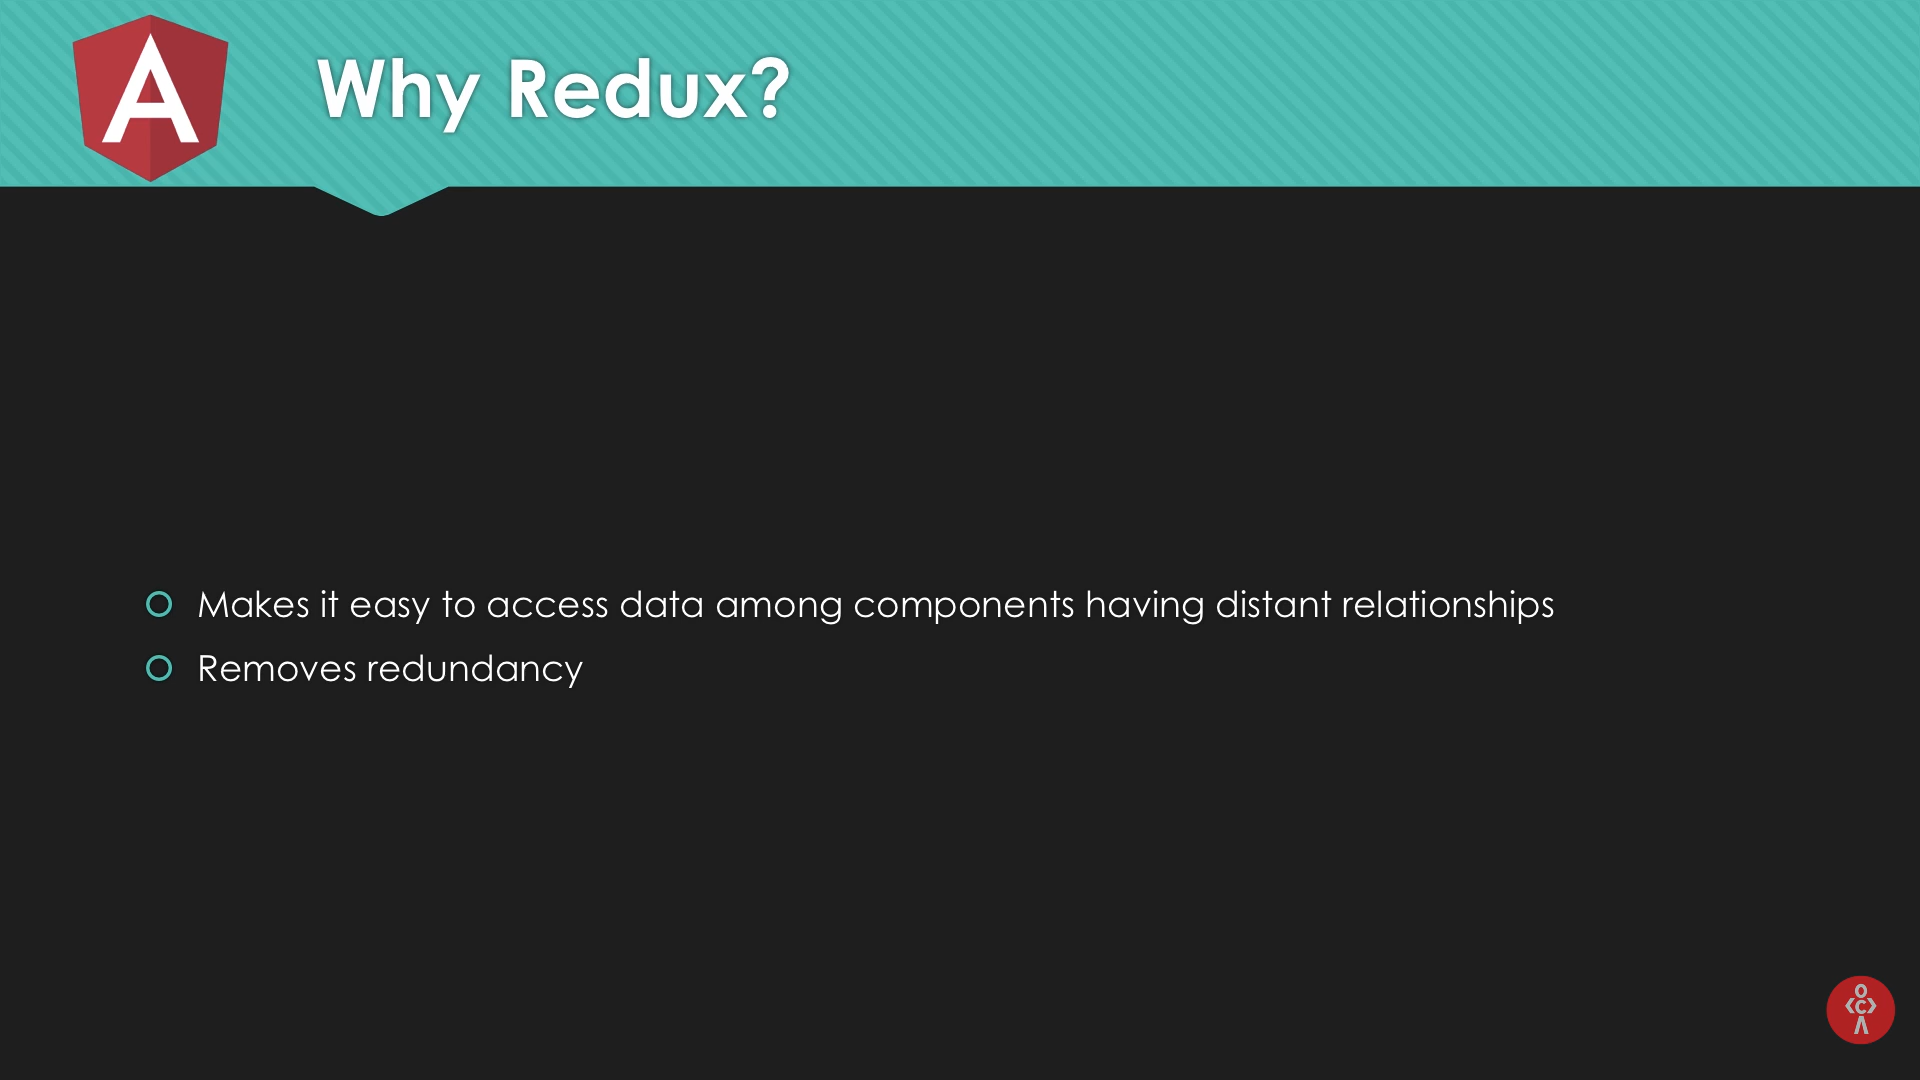 Why Redux?
Makes it easy to access data among components having distant relationships
Removes redundancy